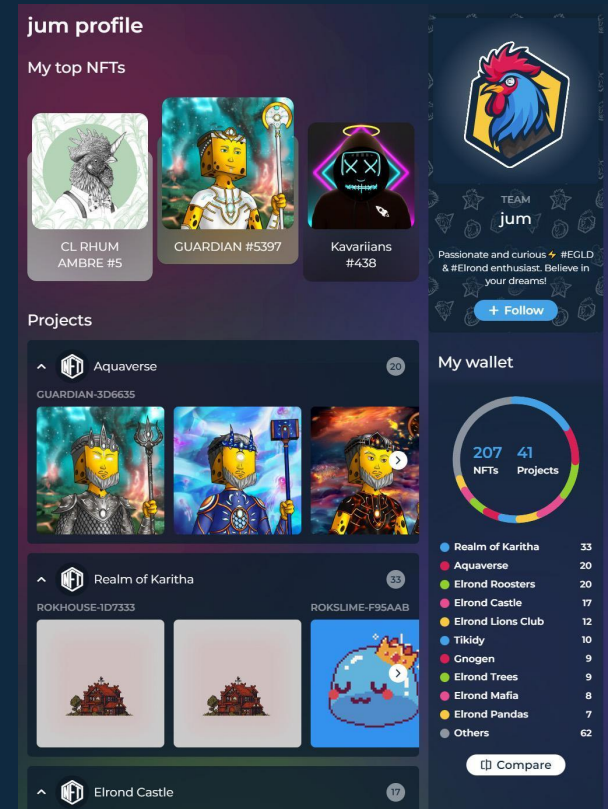 jum profile
My top NFTs
CL RHUM
AMBRE #5
GUARDIAN #5397
Kavariians
#438
Projects
NFT
Aquaverse
20
GUARDIAN-3D6635
NFT
Realm of Karitha
33
ROKHOUSE-1D7333
ROKSLIME-F95AAB
NFT
Elrond Castle
17
TEAM
jum
Passionate and curious ⚡ #EGLD
& #Elrond enthusiast. Believe in
your dreams!
+ Follow
My wallet
207 41
NFTs Projects
Realm of Karitha 33
Aquaverse 20
Elrond Roosters 20
Elrond Castle 17
Elrond Lions Club 12
Tikidy 10
Gnogen 9
Elrond Trees 9
Elrond Mafia 8
Elrond Pandas 7
Others 62
Compare